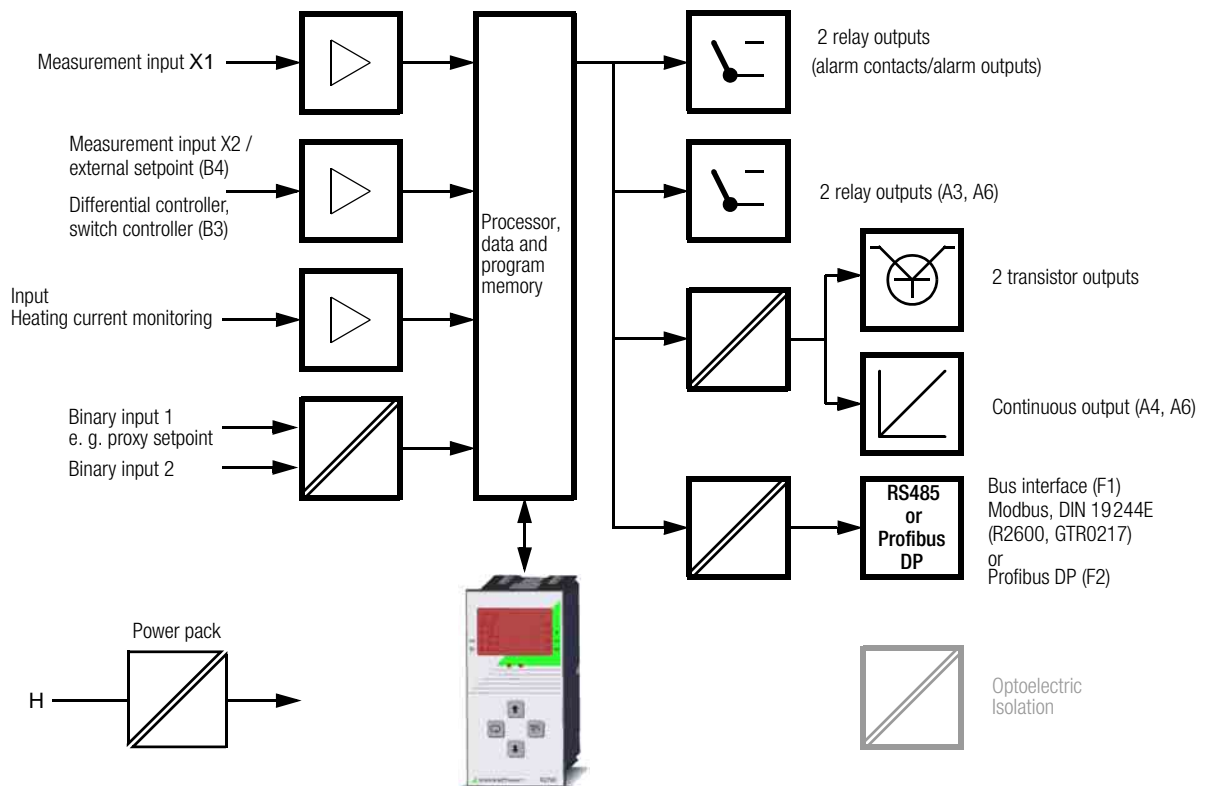 Measurement input X1
Measurement input X2 /
external setpoint (B4)
Differential controller,
switch controller (B3)
Input
Heating current monitoring
Binary input 1
e. g. proxy setpoint
Binary input 2
Processor,
data and
program
memory
2 relay outputs
(alarm contacts/alarm outputs)
2 relay outputs (A3, A6)
2 transistor outputs
Continuous output (A4, A6)
RS485
or
Profibus
DP
Bus interface (F1)
Modbus, DIN 19244E
(R2600, GTR0217)
or
Profibus DP (F2)
Power pack
H
Optoelectric
Isolation